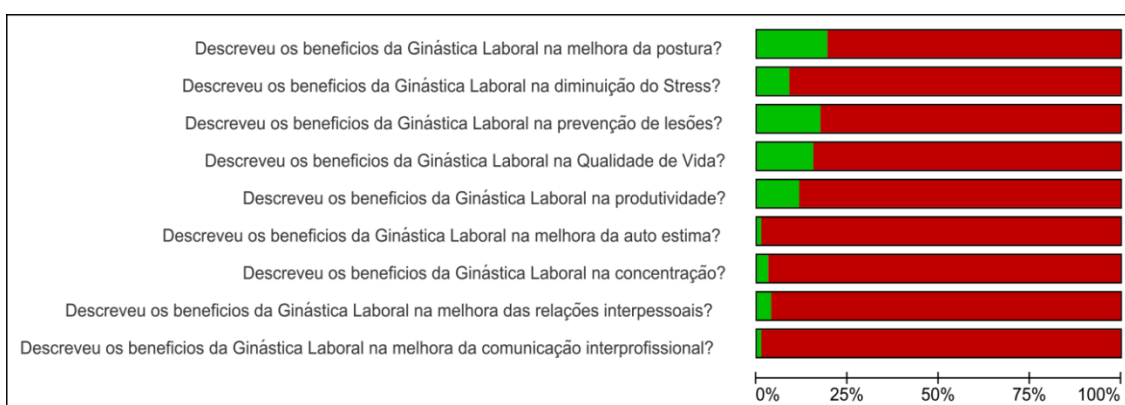 Descreveu os beneficios da Ginástica Laboral na melhora da postura?
Descreveu os beneficios da Ginástica Laboral na diminuição do Stress?
Descreveu os beneficios da Ginástica Laboral na prevenção de lesões?
Descreveu os beneficios da Ginástica Laboral na Qualidade de Vida?
Descreveu os beneficios da Ginástica Laboral na produtividade?
Descreveu os beneficios da Ginástica Laboral na melhora da auto estima?
Descreveu os beneficios da Ginástica Laboral na concentração?
Descreveu os beneficios da Ginástica Laboral na melhora das relações interpessoais?
Descreveu os beneficios da Ginástica Laboral na melhora da comunicação interprofissional?
0% 25% 50% 75% 100%